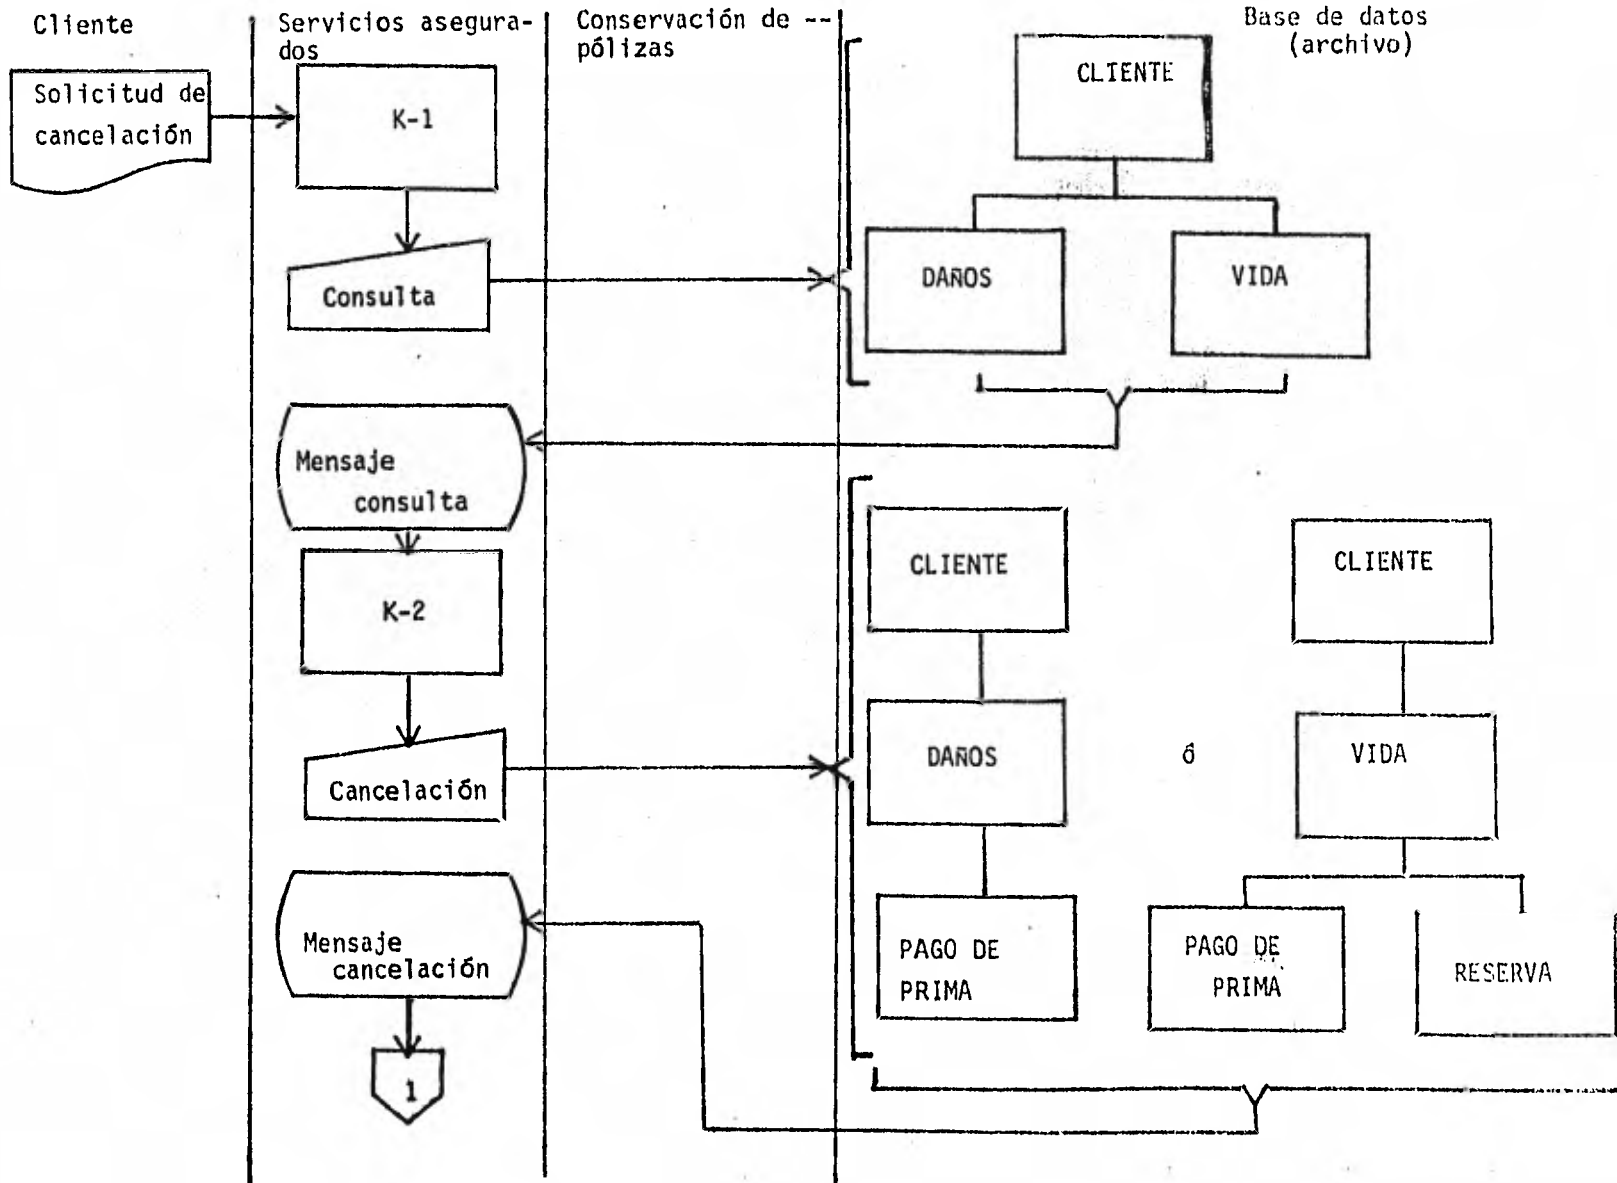 Cliente
Servicios asegura-
dos
Conservación de --
pólizas
Base de datos
(archivo)
Solicitud de
cancelación
K-1
CLIENTE
Consulta
DAÑOS
VIDA
Mensaje
consulta
K-2
CLIENTE
CLIENTE
Cancelación
DAÑOS
ó
VIDA
Mensaje
cancelación
PAGO DE
PRIMA
PAGO DE
PRIMA
RESERVA
1